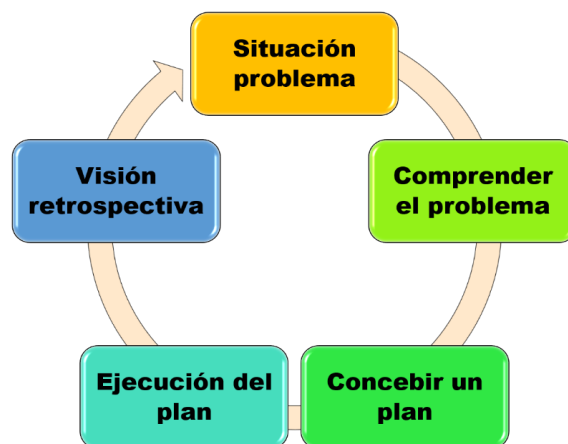 Situación
problema
Comprender
el problema
Concebir un
plan
Ejecución del
plan
Visión
retrospectiva